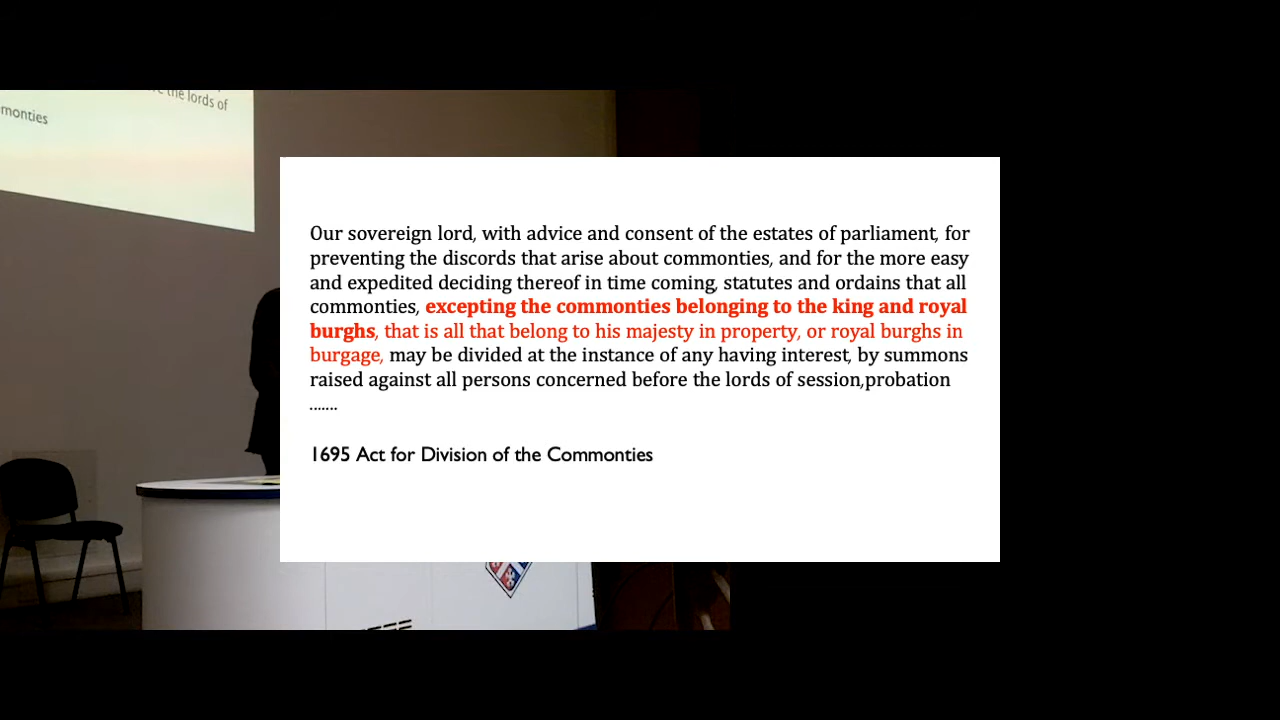 the lords of
monties
Our sovereign lord, with advice and consent of the estates of parliament, for
preventing the discords that arise about commonties, and for the more easy
and expedited deciding thereof in time coming, statutes and ordains that all
commonties, excepting the commonties belonging to the king and royal
burghs, that is all that belong to his majesty in property, or royal burghs in
burgage, may be divided at the instance of any having interest, by summons
raised against all persons concerned before the lords of session,probation
.......
1695 Act for Division of the Commonties